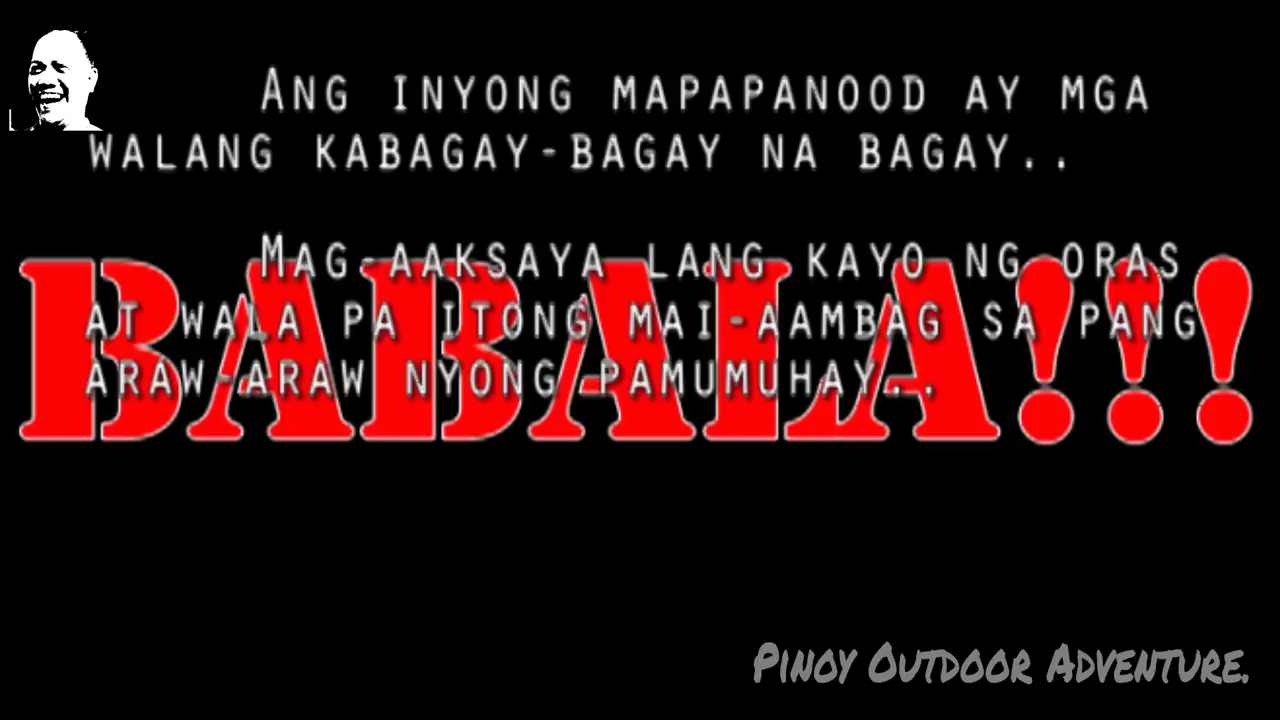 Ang inyong mapapanood ay mga
walang kabagay-bagay na bagay..
Mag-aaksaya lang kayo ng oras
at wala pa itong mai-aambag sa pang
araw-araw nyong pamumuhay..
BABALA!!!
Pinoy Outdoor Adventure.